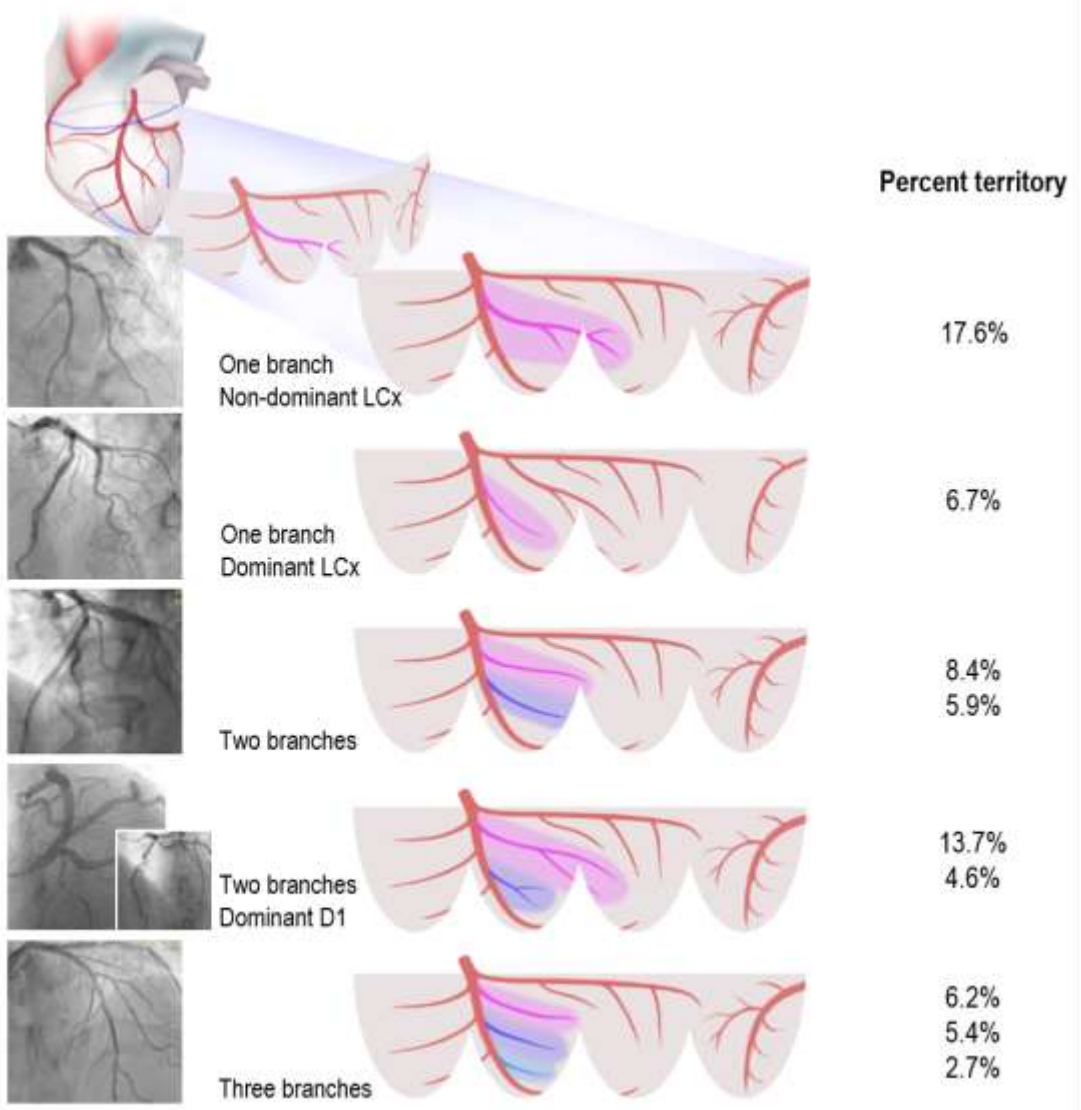 Percent territory
One branch
Non-dominant LCx
17.6%
One branch
Dominant LCx
6.7%
Two branches
8.4%
5.9%
Two branches
Dominant D1
13.7%
4.6%
Three branches
6.2%
5.4%
2.7%